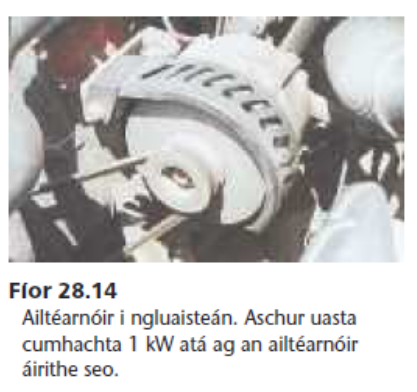 Fíor 28.14
Ailtéarnóir i ngluaisteán. Aschur uasta
cumhachta 1 kW atá ag an ailtéarnóir
áirithe seo.